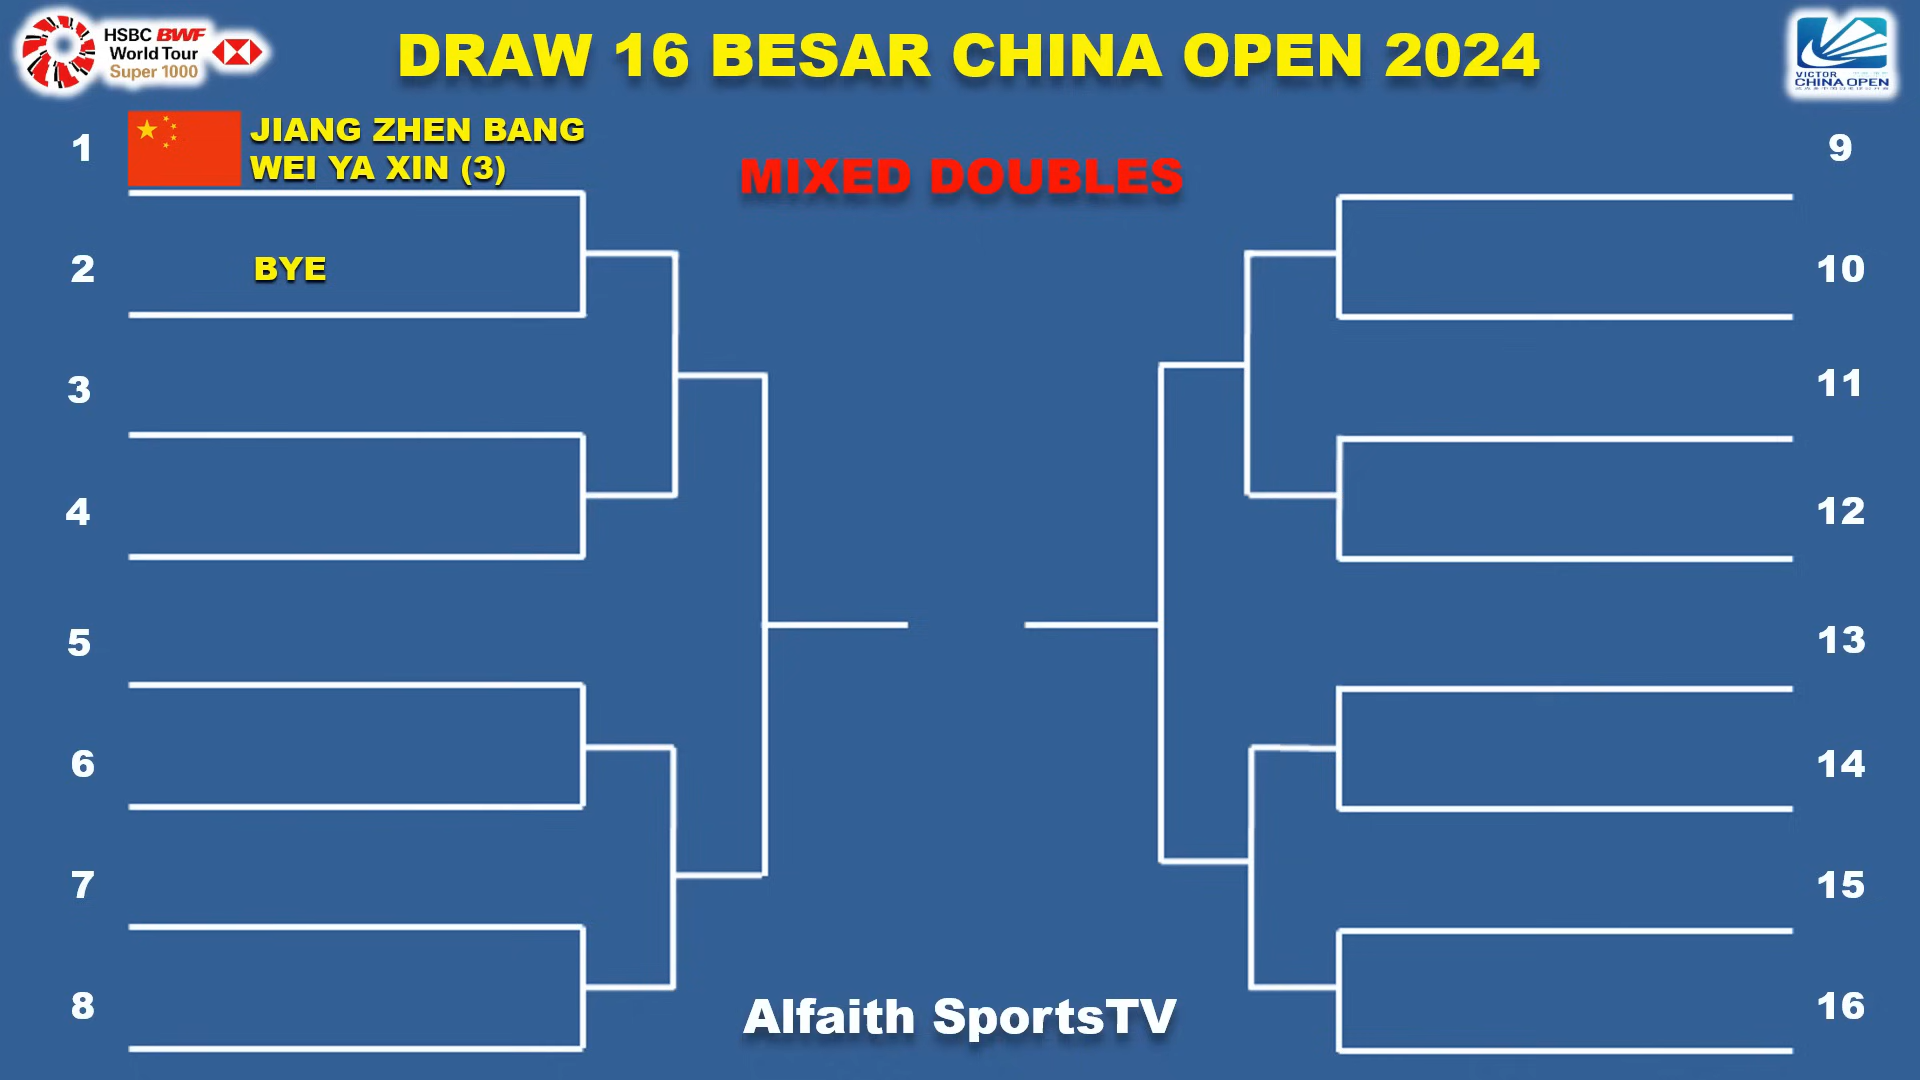 HSBC BWF
World Tour
Super 1000
DRAW 16 BESAR CHINA OPEN 2024
VICTOR
CHINA OPEN
MIXED DOUBLES
1
JIANG ZHEN BANG
WEI YA XIN (3)
2
BYE
3
4
5
6
7
8
9
10
11
12
13
14
15
16
Alfaith SportsTV